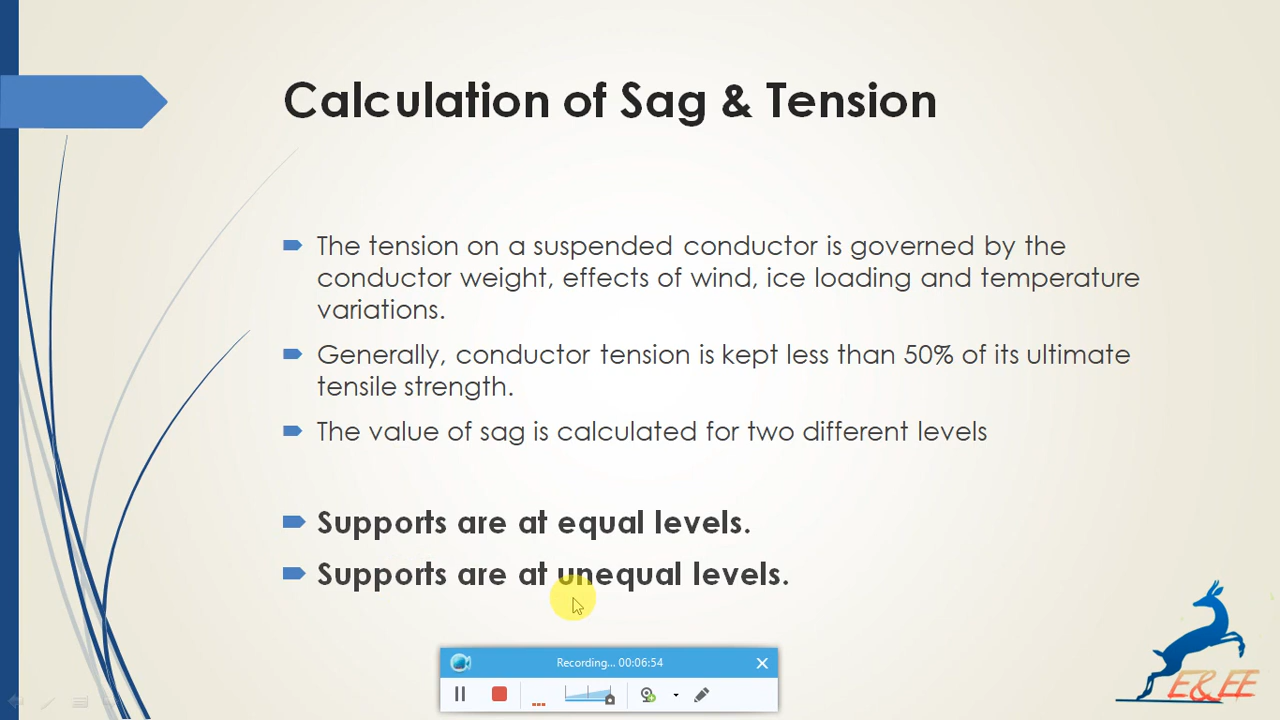 Calculation of Sag & Tension
The tension on a suspended conductor is governed by the
conductor weight, effects of wind, ice loading and temperature
variations.
Generally, conductor tension is kept less than 50% of its ultimate
tensile strength.
The value of sag is calculated for two different levels
Supports are at equal levels.
Supports are at unequal levels.
Recording... 00:06:54
E&EE